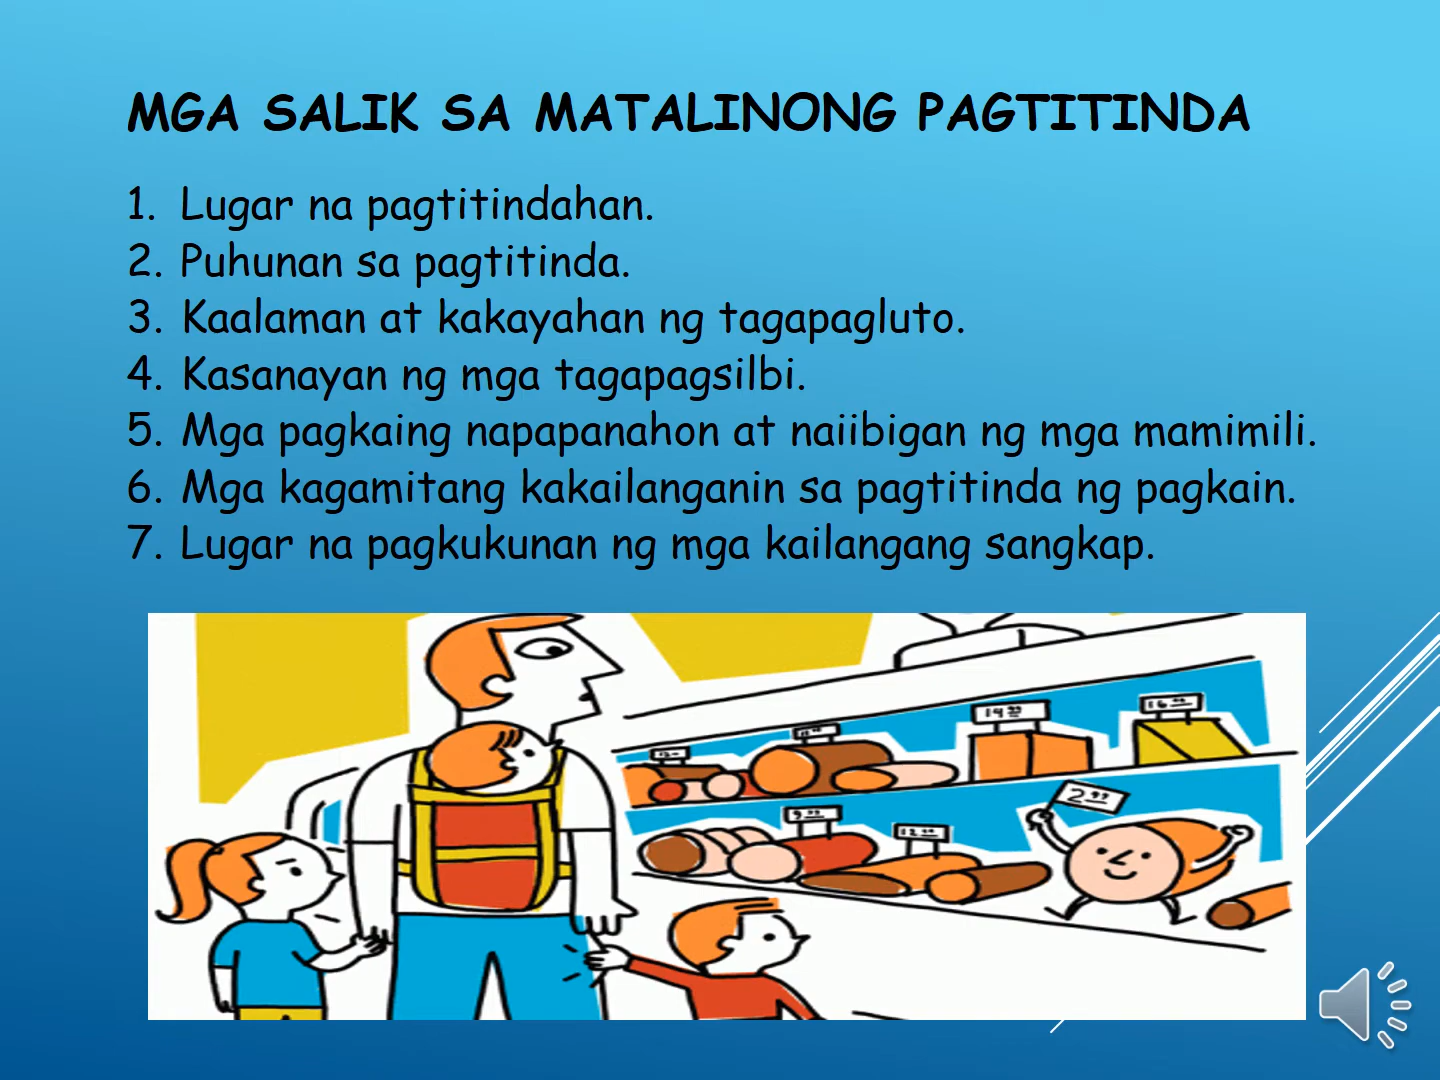 MGA SALIK SA MATALINONG PAGTITINDA
1. Lugar na pagtitindahan.
2. Puhunan sa pagtitinda.
3. Kaalaman at kakayahan ng tagapagluto.
4. Kasanayan ng mga tagapagsilbi.
5. Mga pagkaing napapanahon at naiibigan ng mga mamimili.
6. Mga kagamitang kakailanganin sa pagtitinda ng pagkain.
7. Lugar na pagkukunan ng mga kailangang sangkap.